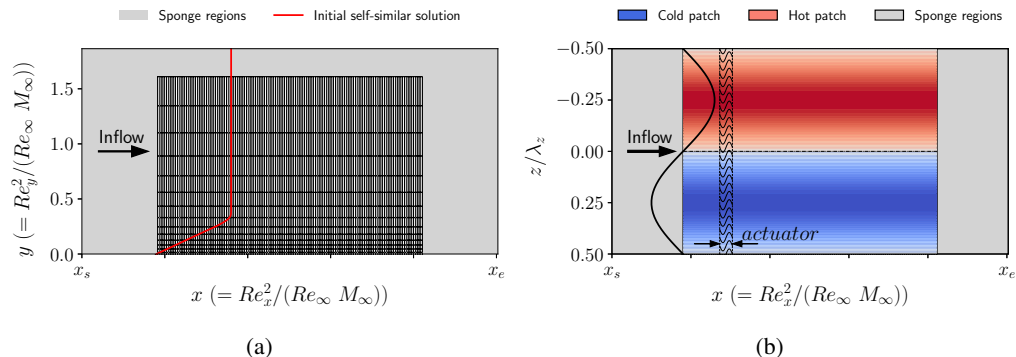 Sponge regions
Initial self-similar solution
y (= Re_y^2/(Re_∞ M_∞))
1.5
1.0
0.5
0.0
Inflow
x_s
x_e
x (= Re_x^2/(Re_∞ M_∞))
(a)
Cold patch
Hot patch
Sponge regions
z/λ_z
−0.50
−0.25
0.00
0.25
0.50
Inflow
actuator
x_s
x_e
x (= Re_x^2/(Re_∞ M_∞))
(b)